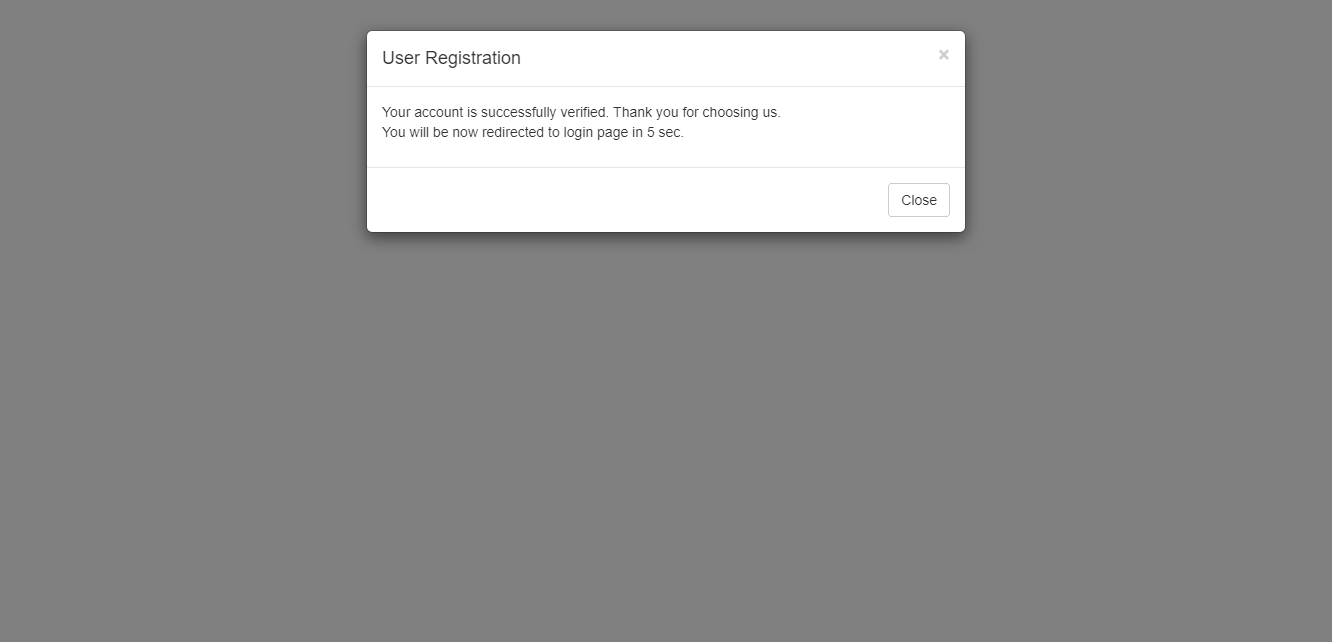 User Registration
×
Your account is successfully verified. Thank you for choosing us.
You will be now redirected to login page in 5 sec.
Close